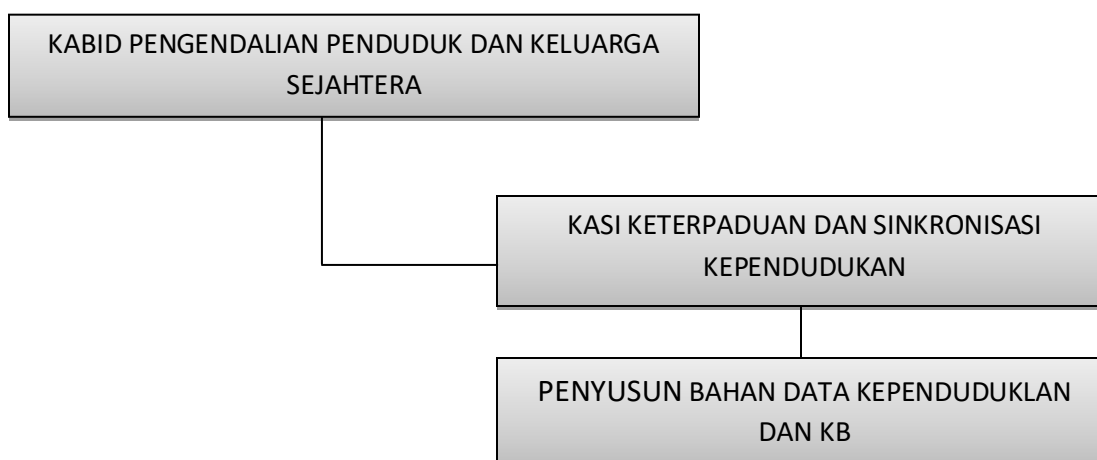 KABID PENGENDALIAN PENDUDUK DAN KELUARGA
SEJAHTERA
KASI KETERPADUAN DAN SINKRONISASI
KEPENDUDUKAN
PENYUSUN BAHAN DATA KEPENDUDUKLAN
DAN KB